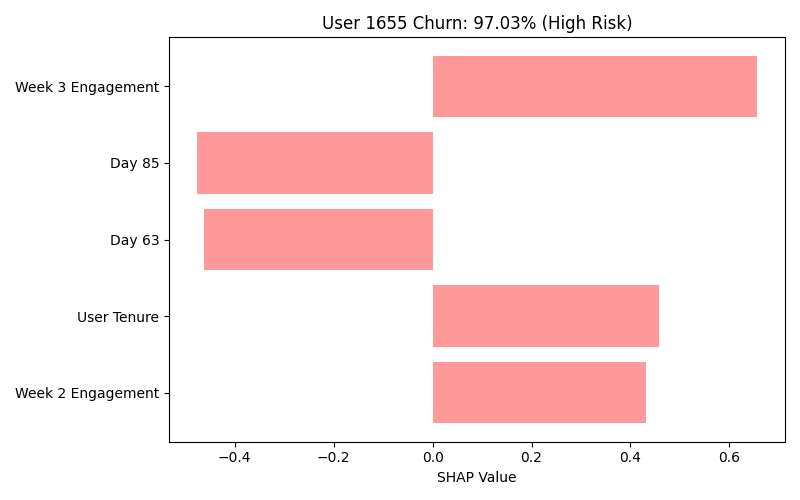 User 1655 Churn: 97.03% (High Risk)
Week 3 Engagement
Day 85
Day 63
User Tenure
Week 2 Engagement
−0.4 −0.2 0.0 0.2 0.4 0.6
SHAP Value